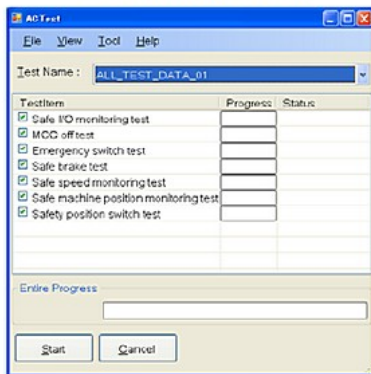 ACTest
File View Tool Help
Test Name : ALL_TEST_DATA_01
TestItem Progress Status
Safe I/O monitoring test
MCC off test
Emergency switch test
Safe brake test
Safe speed monitoring test
Safe machine position monitoring test
Safety position switch test
Entire Progress
Start Cancel